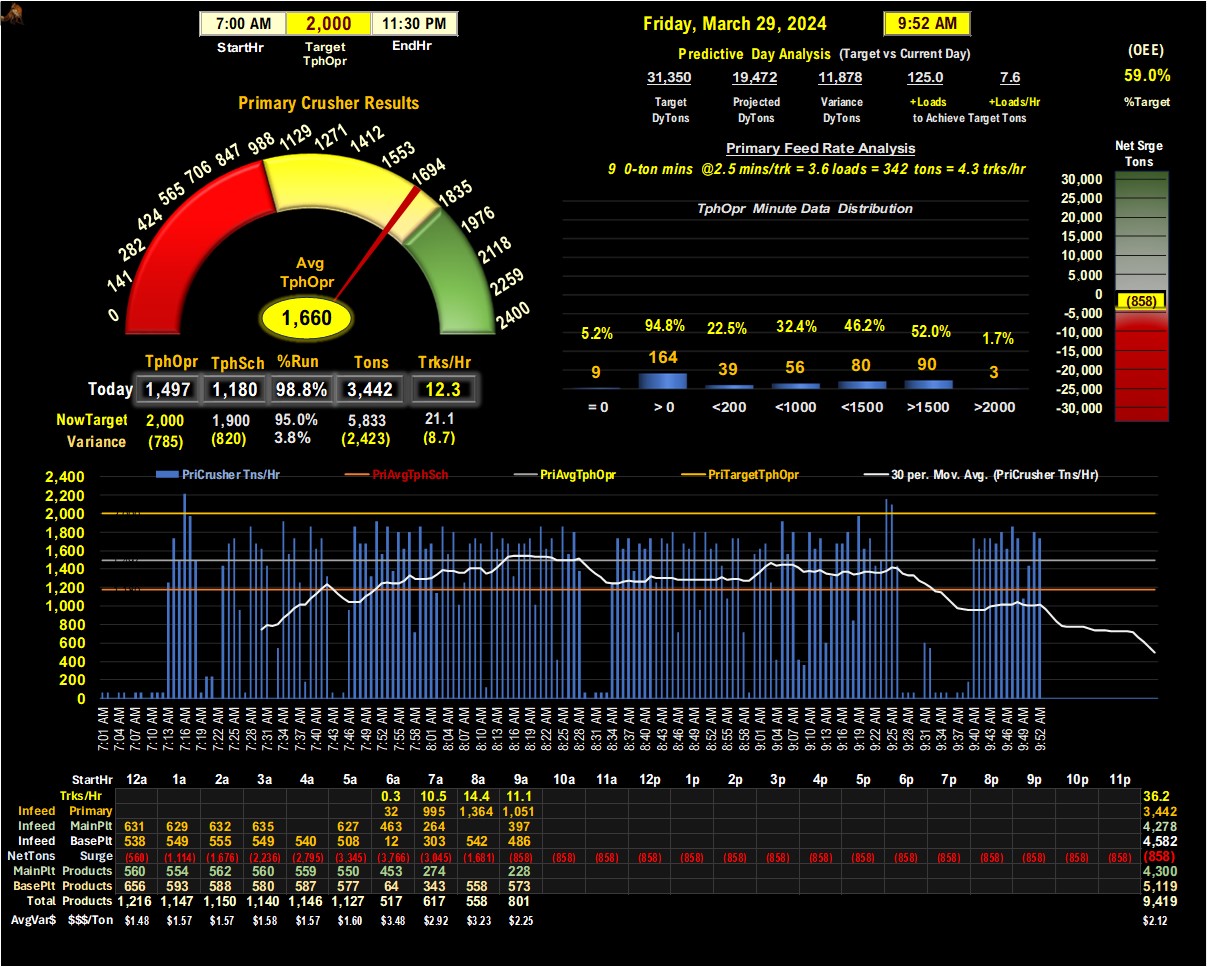 7:00 AM 2,000 11:30 PM
StartHr Target TphOpr EndHr
Friday, March 29, 2024 9:52 AM
Predictive Day Analysis (Target vs Current Day)
31,350 19,472 11,878 125.0 7.6
Target DyTons Projected DyTons Variance DyTons +Loads +Loads/Hr
to Achieve Target Tons
(OEE)
59.0%
%Target
Primary Crusher Results
0 141 282 424 565 706 847 988 1129 1271 1412 1553 1694 1835 1976 2118 2259 2400
Avg
TphOpr
1,660
Primary Feed Rate Analysis
9 0-ton mins @2.5 mins/trk = 3.6 loads = 342 tons = 4.3 trks/hr
TphOpr Minute Data Distribution
5.2% 94.8% 22.5% 32.4% 46.2% 52.0% 1.7%
9 164 39 56 80 90 3
= 0 > 0 <200 <1000 <1500 >1500 >2000
Net Srge
Tons
30,000
25,000
20,000
15,000
10,000
5,000
0
(858)
-5,000
-10,000
-15,000
-20,000
-25,000
-30,000
TphOpr TphSch %Run Tons Trks/Hr
Today 1,497 1,180 98.8% 3,442 12.3
NowTarget 2,000 1,900 95.0% 5,833 21.1
Variance (785) (820) 3.8% (2,423) (8.7)
PriCrusher Tns/Hr PriAvgTphSch PriAvgTphOpr PriTargetTphOpr 30 per. Mov. Avg. (PriCrusher Tns/Hr)
2,400
2,200
2,000
1,800
1,600
1,400
1,200
1,000
800
600
400
200
0
7:01 AM 7:04 AM 7:07 AM 7:10 AM 7:13 AM 7:16 AM 7:19 AM 7:22 AM 7:25 AM 7:28 AM 7:31 AM 7:34 AM 7:37 AM 7:40 AM 7:43 AM 7:46 AM 7:49 AM 7:52 AM 7:55 AM 7:58 AM 8:01 AM 8:04 AM 8:07 AM 8:10 AM 8:13 AM 8:16 AM 8:19 AM 8:22 AM 8:25 AM 8:28 AM 8:31 AM 8:34 AM 8:37 AM 8:40 AM 8:43 AM 8:46 AM 8:49 AM 8:52 AM 8:55 AM 8:58 AM 9:01 AM 9:04 AM 9:07 AM 9:10 AM 9:13 AM 9:16 AM 9:19 AM 9:22 AM 9:25 AM 9:28 AM 9:31 AM 9:34 AM 9:37 AM 9:40 AM 9:43 AM 9:46 AM 9:49 AM 9:52 AM
StartHr 12a 1a 2a 3a 4a 5a 6a 7a 8a 9a 10a 11a 12p 1p 2p 3p 4p 5p 6p 7p 8p 9p 10p 11p
Trks/Hr 0.3 10.5 14.4 11.1 36.2
Infeed Primary 32 995 1,364 1,051 3,442
Infeed MainPlt 631 629 632 635 627 463 264 397 4,278
Infeed BasePlt 538 549 555 549 540 508 12 303 542 486 4,582
NetTons Surge (560) (1,114) (1,676) (2,236) (2,795) (3,345) (3,766) (3,045) (1,681) (858) (858) (858) (858) (858) (858) (858) (858) (858) (858) (858) (858) (858) (858) (858) (858)
MainPlt Products 560 554 562 560 559 550 453 274 228 4,300
BasePlt Products 656 593 588 580 587 577 64 343 558 573 5,119
Total Products 1,216 1,147 1,150 1,140 1,146 1,127 517 617 558 801 9,419
AvgVar$ $$$/Ton $1.48 $1.57 $1.57 $1.58 $1.57 $1.60 $3.48 $2.92 $3.23 $2.25 $2.12